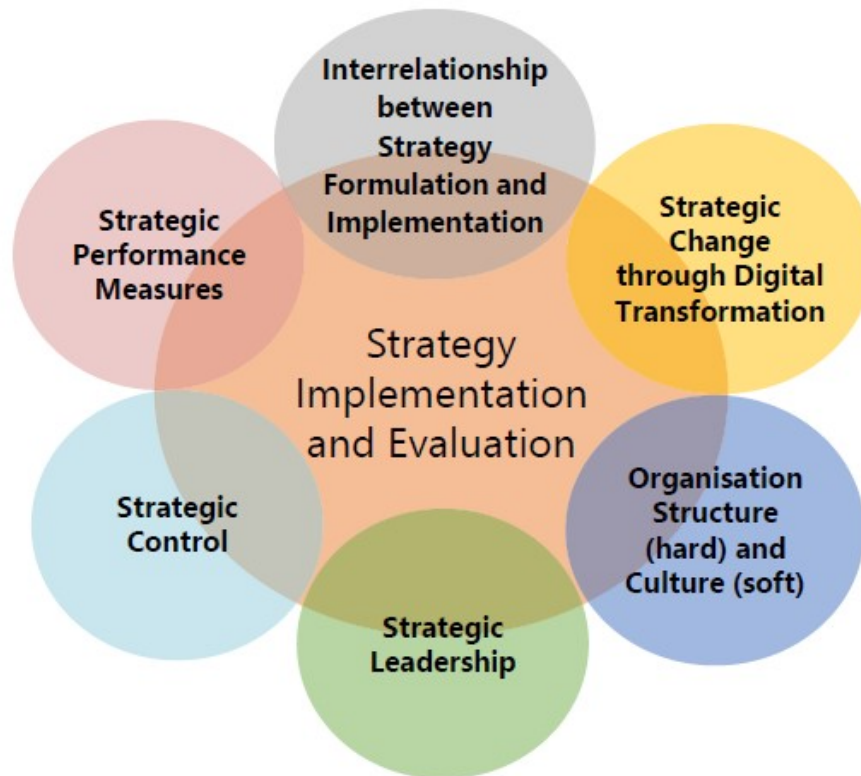 Interrelationship
between
Strategy
Formulation and
Implementation
Strategic
Performance
Measures
Strategic
Change
through Digital
Transformation
Strategy
Implementation
and Evaluation
Strategic
Control
Organisation
Structure
(hard) and
Culture (soft)
Strategic
Leadership